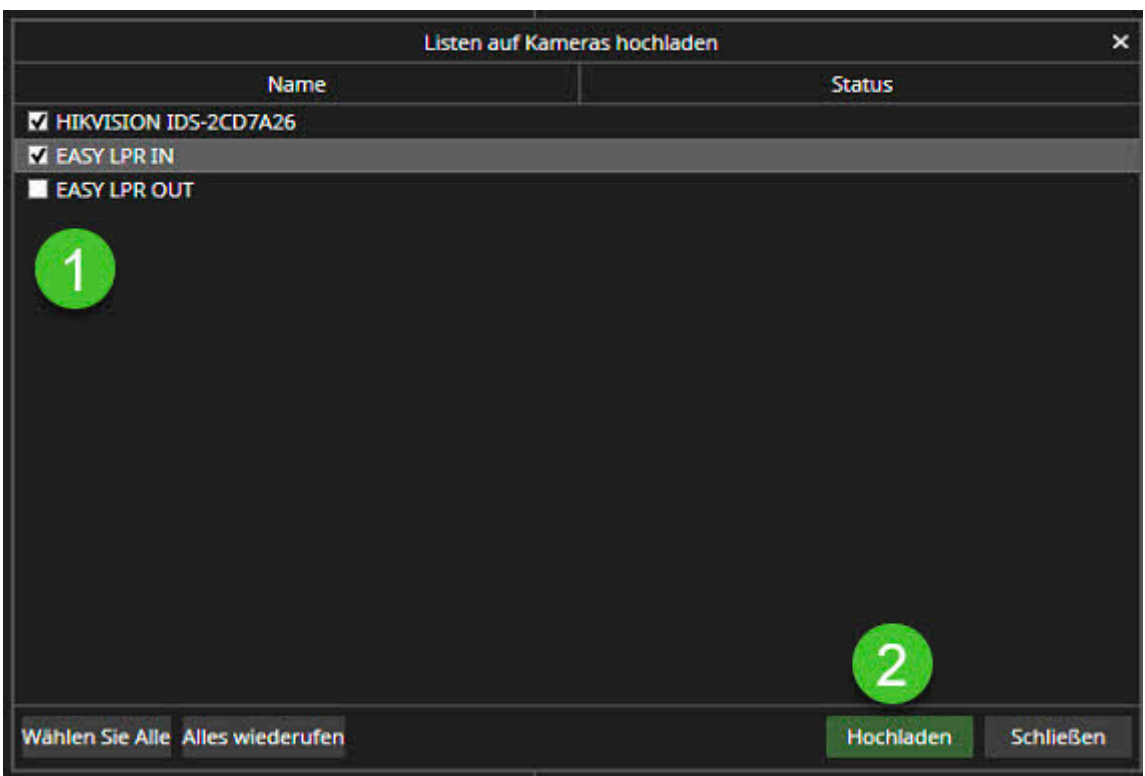 Listen auf Kameras hochladen
Name Status
HIKVISION IDS-2CD7A26
EASY LPR IN
EASY LPR OUT
1
2
Wählen Sie Alle Alles wiederufen Hochladen Schließen